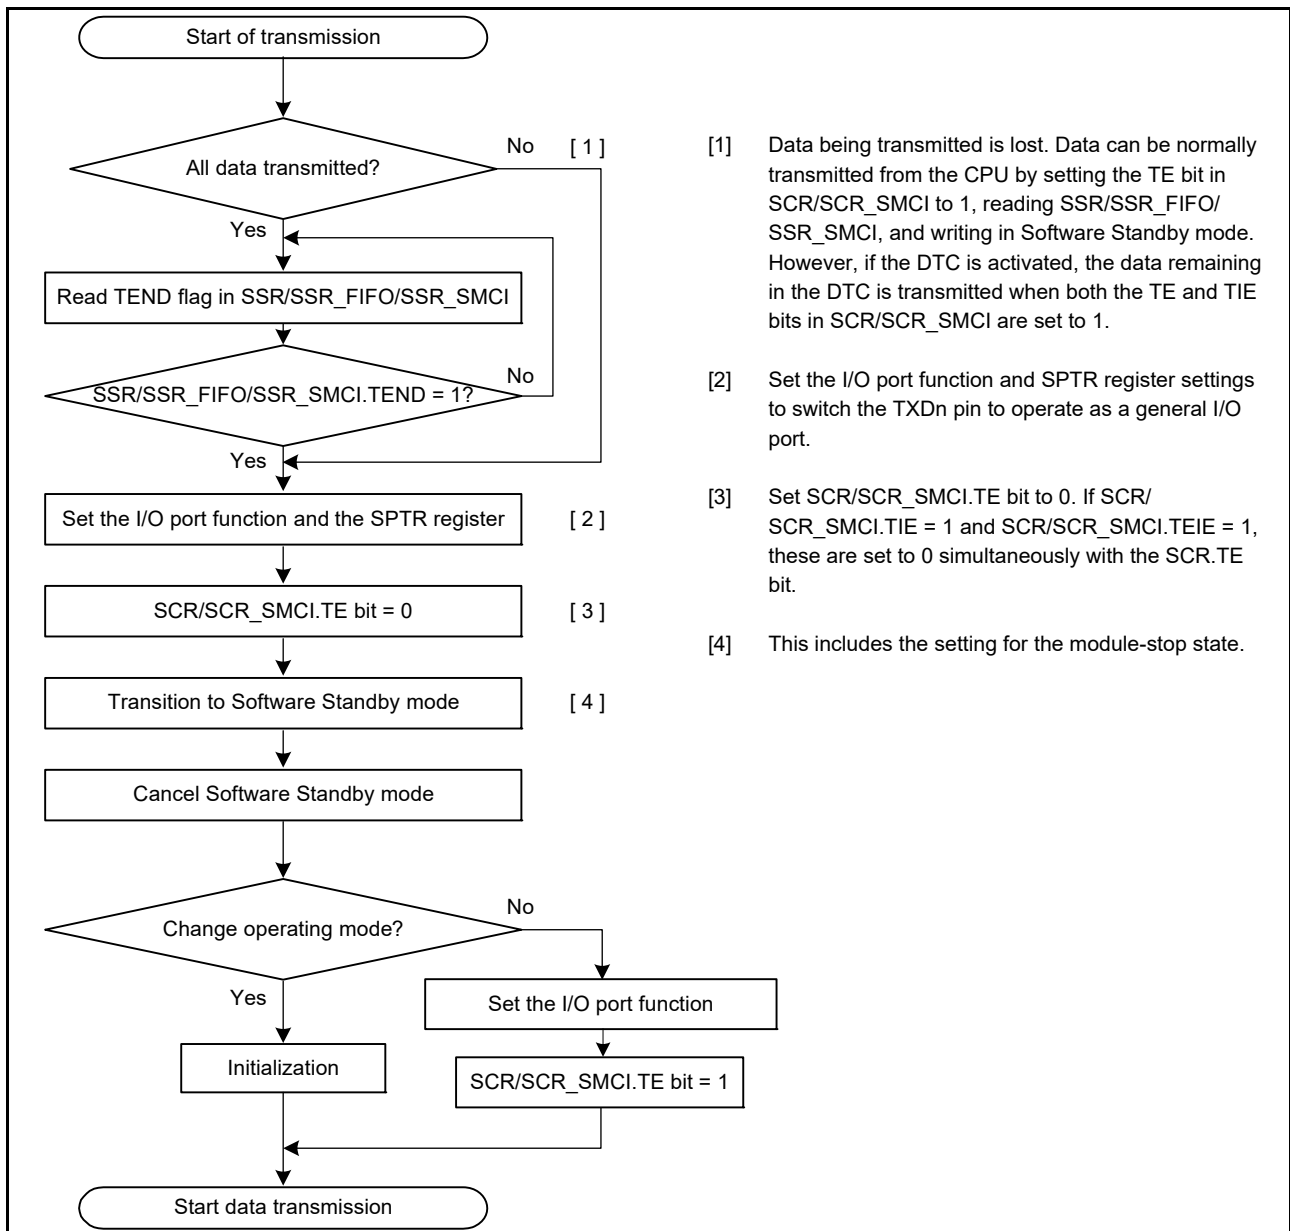 Start of transmission
All data transmitted?
No [ 1 ]
Yes
Read TEND flag in SSR/SSR_FIFO/SSR_SMCI
SSR/SSR_FIFO/SSR_SMCI.TEND = 1?
No
Yes
Set the I/O port function and the SPTR register [ 2 ]
SCR/SCR_SMCI.TE bit = 0 [ 3 ]
Transition to Software Standby mode [ 4 ]
Cancel Software Standby mode
Change operating mode?
No
Yes
Set the I/O port function
Initialization
SCR/SCR_SMCI.TE bit = 1
Start data transmission
[1] Data being transmitted is lost. Data can be normally
transmitted from the CPU by setting the TE bit in
SCR/SCR_SMCI to 1, reading SSR/SSR_FIFO/
SSR_SMCI, and writing in Software Standby mode.
However, if the DTC is activated, the data remaining
in the DTC is transmitted when both the TE and TIE
bits in SCR/SCR_SMCI are set to 1.
[2] Set the I/O port function and SPTR register settings
to switch the TXDn pin to operate as a general I/O
port.
[3] Set SCR/SCR_SMCI.TE bit to 0. If SCR/
SCR_SMCI.TIE = 1 and SCR/SCR_SMCI.TEIE = 1,
these are set to 0 simultaneously with the SCR.TE
bit.
[4] This includes the setting for the module-stop state.